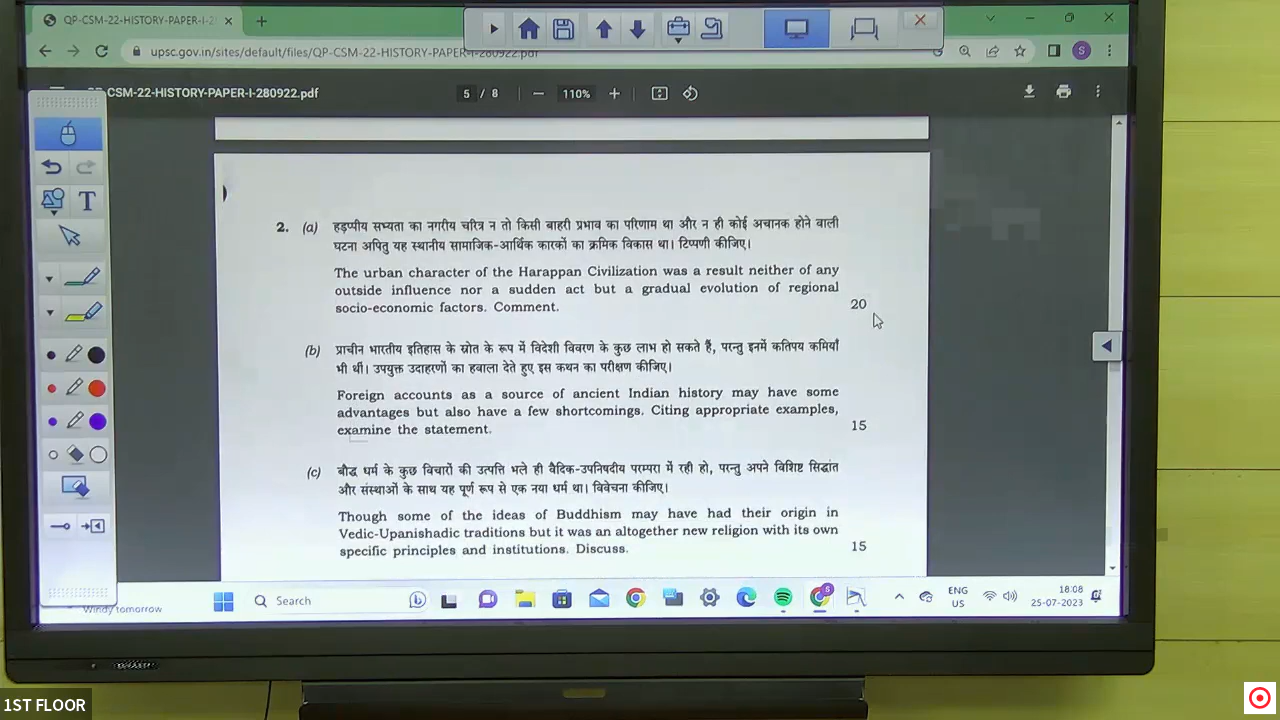 QP-CSM-22-HISTORY-PAPER-I-2
upsc.gov.in/sites/default/files/QP-CSM-22-HISTORY-PAPER-I-280922.pdf
S
CSM-22-HISTORY-PAPER-I-280922.pdf
5 / 8
110%
T
2. (a) हड़प्पीय सभ्यता का नगरीय चरित्र न तो किसी बाहरी प्रभाव का परिणाम था और न ही कोई अचानक होने वाली
घटना अपितु यह स्थानीय सामाजिक-आर्थिक कारकों का क्रमिक विकास था। टिप्पणी कीजिए।
The urban character of the Harappan Civilization was a result neither of any
outside influence nor a sudden act but a gradual evolution of regional
socio-economic factors. Comment.
20
(b) प्राचीन भारतीय इतिहास के स्रोत के रूप में विदेशी विवरण के कुछ लाभ हो सकते हैं, परन्तु इनमें कतिपय कमियाँ
भी थीं। उपयुक्त उदाहरणों का हवाला देते हुए इस कथन का परीक्षण कीजिए।
Foreign accounts as a source of ancient Indian history may have some
advantages but also have a few shortcomings. Citing appropriate examples,
examine the statement.
15
(c) बौद्ध धर्म के कुछ विचारों की उत्पत्ति भले ही वैदिक-उपनिषदीय परम्परा में रही हो, परन्तु अपने विशिष्ट सिद्धांत
और संस्थाओं के साथ यह पूर्ण रूप से एक नया धर्म था। विवेचना कीजिए।
Though some of the ideas of Buddhism may have had their origin in
Vedic-Upanishadic traditions but it was an altogether new religion with its own
specific principles and institutions. Discuss.
15
Windy tomorrow
Search
ENG
US
18:08
25-07-2023
1ST FLOOR